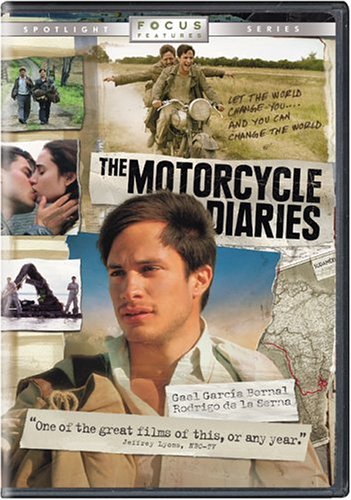 SPOTLIGHT
FOCUS
FEATURES
SERIES
LET THE WORLD
CHANGE YOU....
AND YOU CAN
CHANGE THE WORLD
THE MOTORCYCLE
DIARIES
SUDAMERICA
Gael García Bernal
Rodrigo de la Serna
"One of the great films of this, or any year."
Jeffrey Lyons, NBC-TV